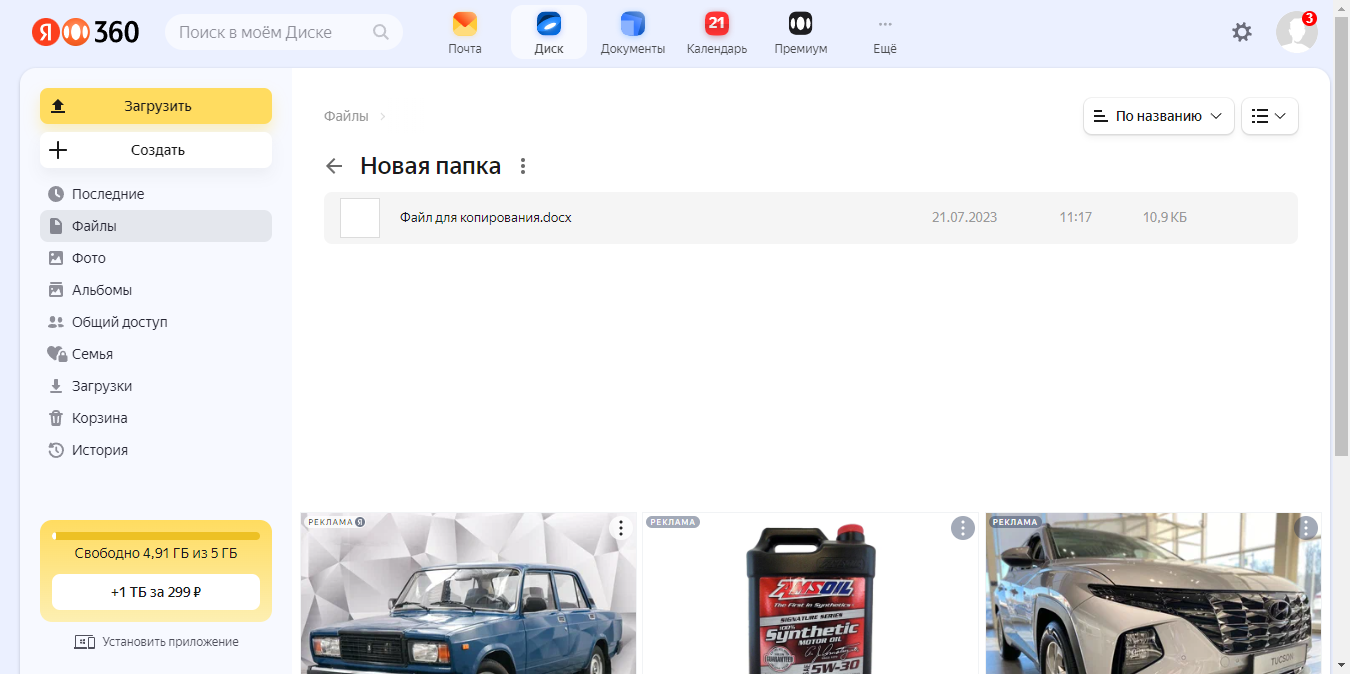 Я 360
Поиск в моём Диске
Почта
Диск
Документы
21
Календарь
Премиум
Ещё
3
Загрузить
Создать
Последние
Файлы
Фото
Альбомы
Общий доступ
Семья
Загрузки
Корзина
История
Свободно 4,91 ГБ из 5 ГБ
+1 ТБ за 299 ₽
Установить приложение
Файлы
По названию
Новая папка
Файл для копирования.docx 21.07.2023 11:17 10,9 КБ
РЕКЛАМА Я
РЕКЛАМА
AMSOIL
The First in Synthetics
SIGNATURE SERIES
100%
Synthetic
MOTOR OIL
5W-30
РЕКЛАМА
TUCSON